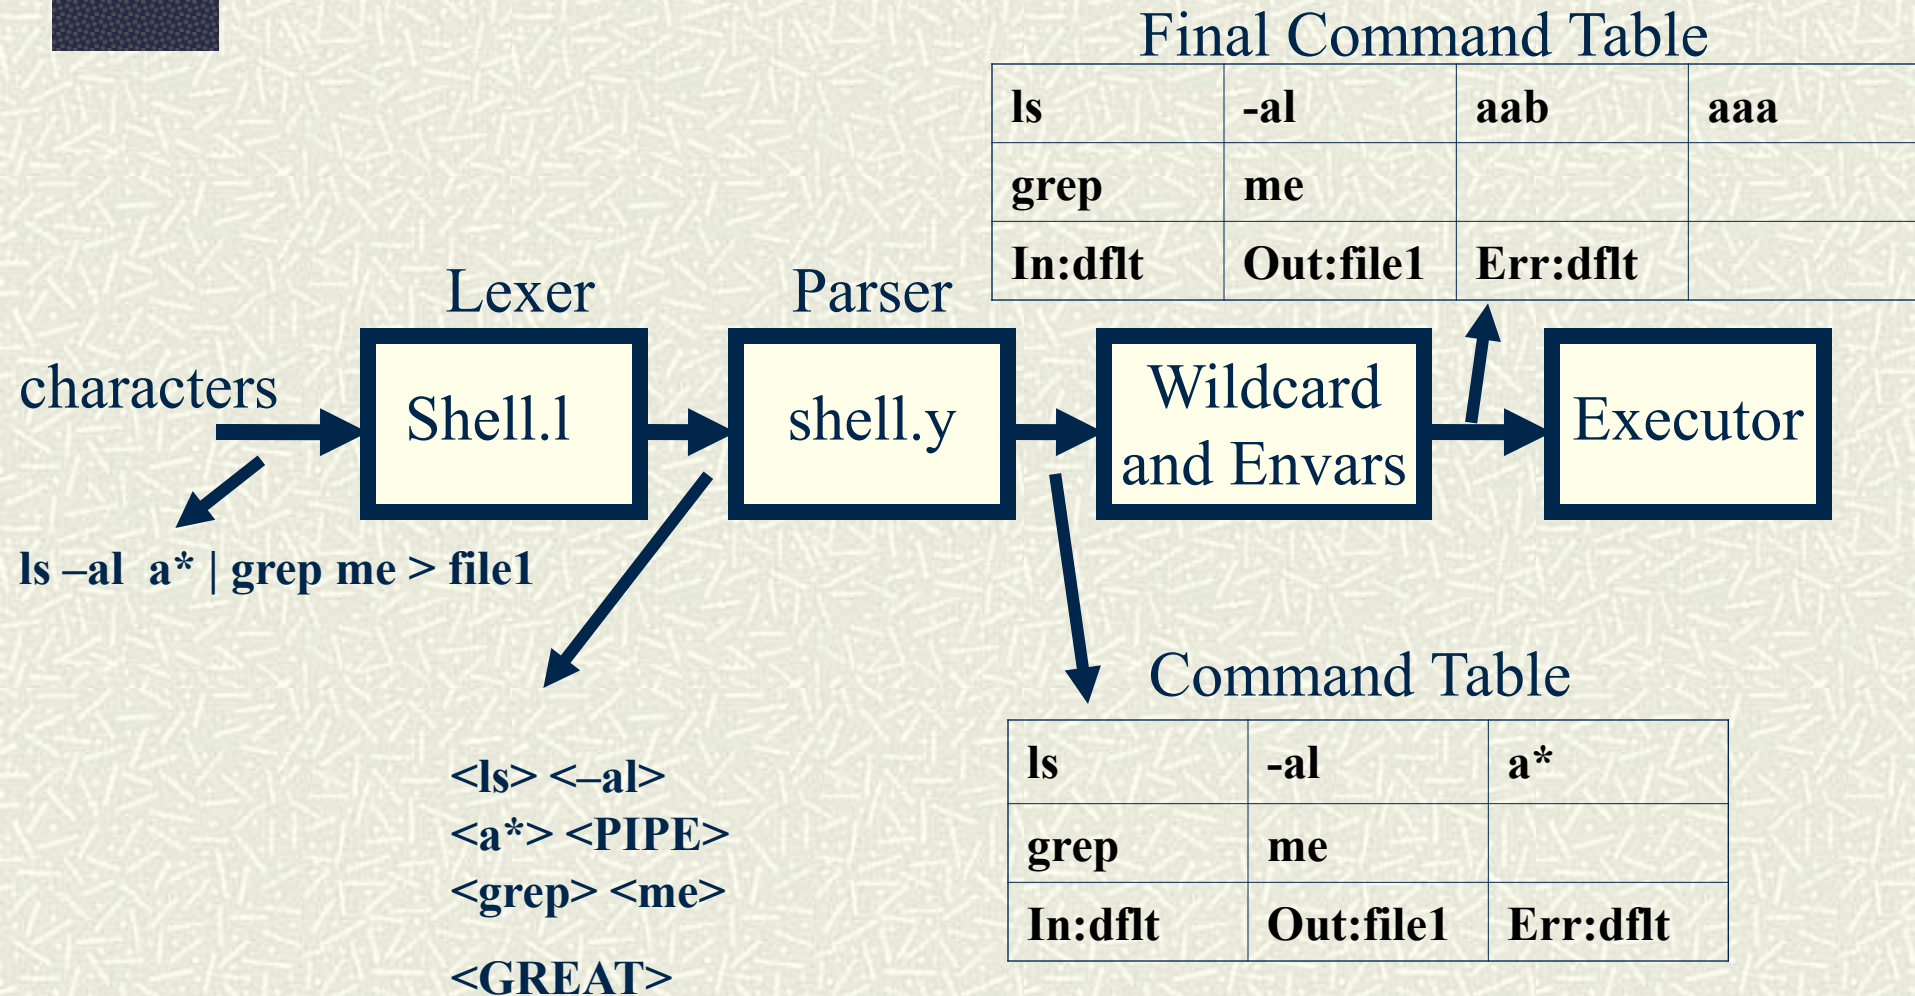 Final Command Table
ls -al aab aaa
grep me
In:dflt Out:file1 Err:dflt
Lexer Parser
characters
Shell.l
shell.y
Wildcard
and Envars
Executor
ls –al  a* | grep me > file1
Command Table
ls -al a*
grep me
In:dflt Out:file1 Err:dflt
<ls> <–al>
<a*> <PIPE>
<grep> <me>
<GREAT>